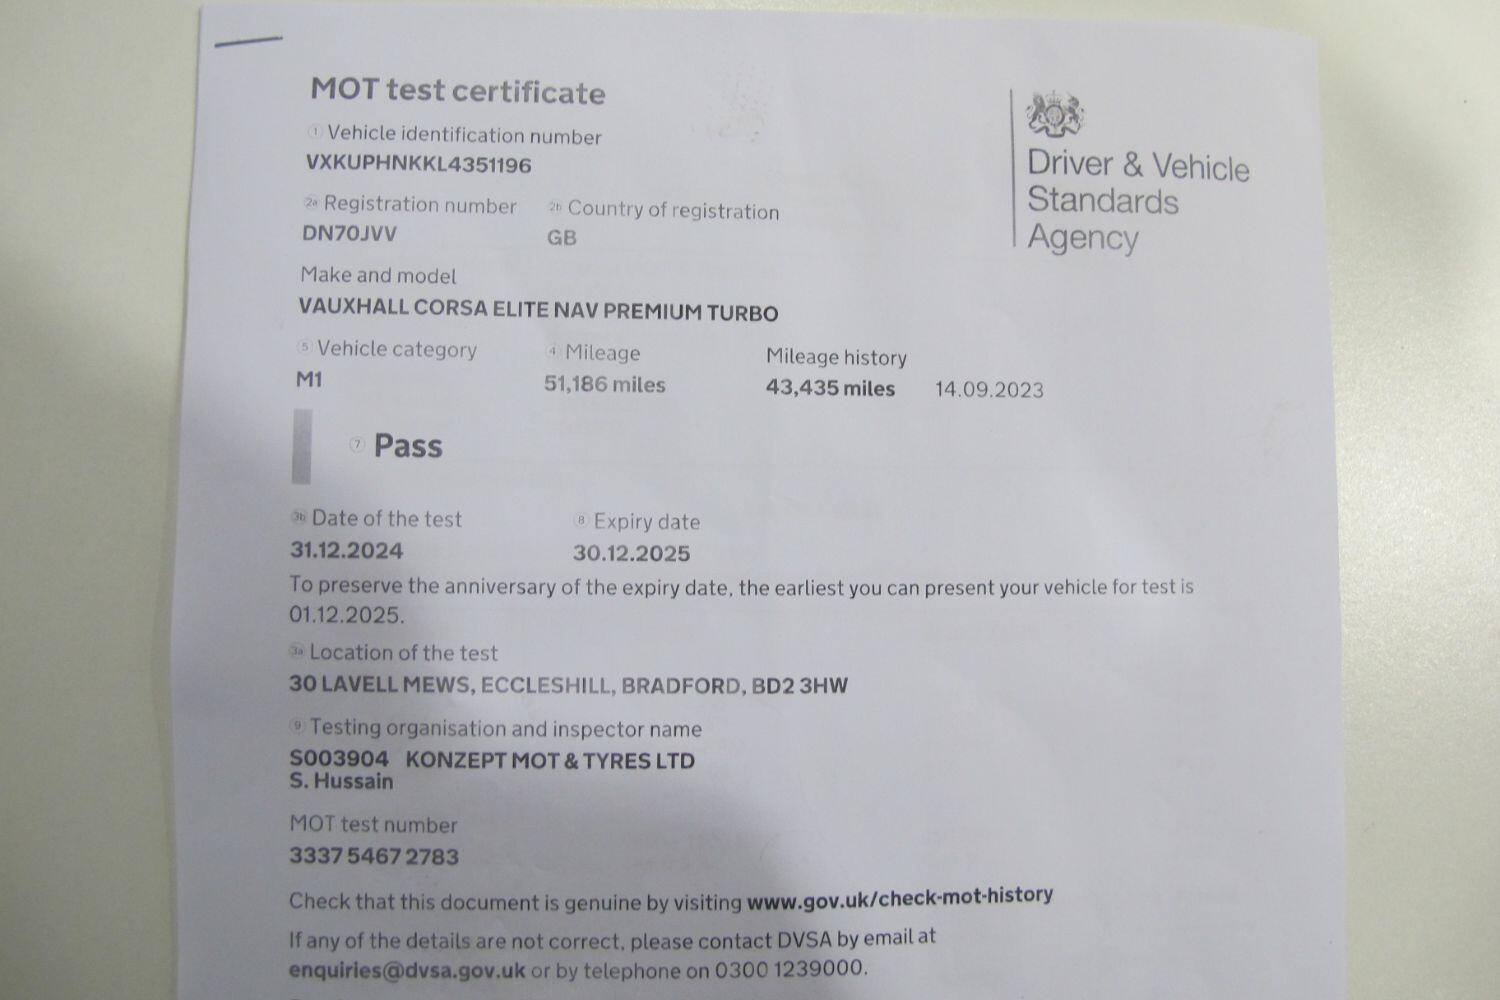 MOT test certificate
1 Vehicle identification number
VXKUPHNKKL4351196
2a Registration number 2b Country of registration
DN70JVV GB
Make and model
VAUXHALL CORSA ELITE NAV PREMIUM TURBO
5 Vehicle category 4 Mileage Mileage history
M1 51,186 miles 43,435 miles 14.09.2023
7 Pass
3b Date of the test 8 Expiry date
31.12.2024 30.12.2025
To preserve the anniversary of the expiry date, the earliest you can present your vehicle for test is
01.12.2025.
3a Location of the test
30 LAVELL MEWS, ECCLESHILL, BRADFORD, BD2 3HW
9 Testing organisation and inspector name
S003904 KONZEPT MOT & TYRES LTD
S. Hussain
MOT test number
3337 5467 2783
Check that this document is genuine by visiting www.gov.uk/check-mot-history
If any of the details are not correct, please contact DVSA by email at
enquiries@dvsa.gov.uk or by telephone on 0300 1239000.
Driver & Vehicle
Standards
Agency